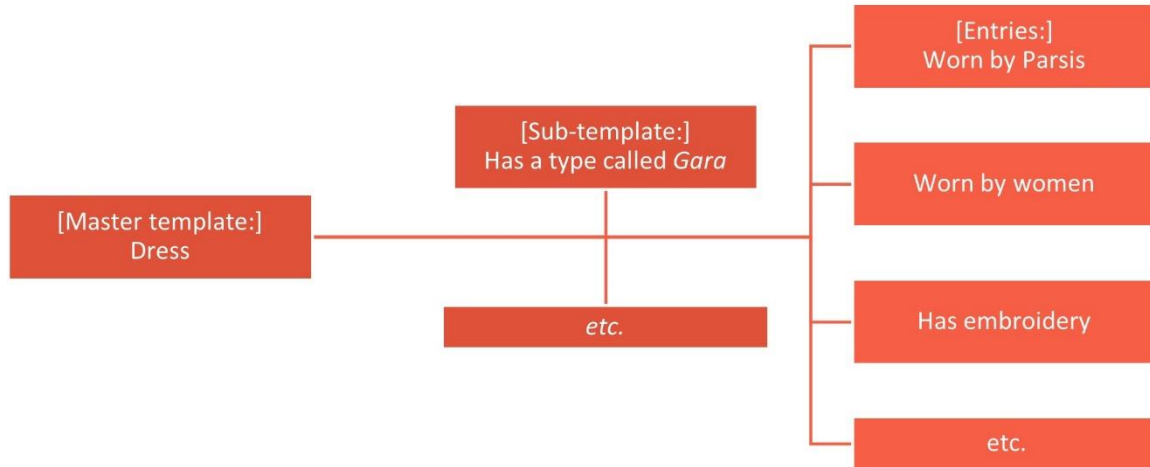 [Master template:]
Dress
[Sub-template:]
Has a type called Gara
etc.
[Entries:]
Worn by Parsis
Worn by women
Has embroidery
etc.